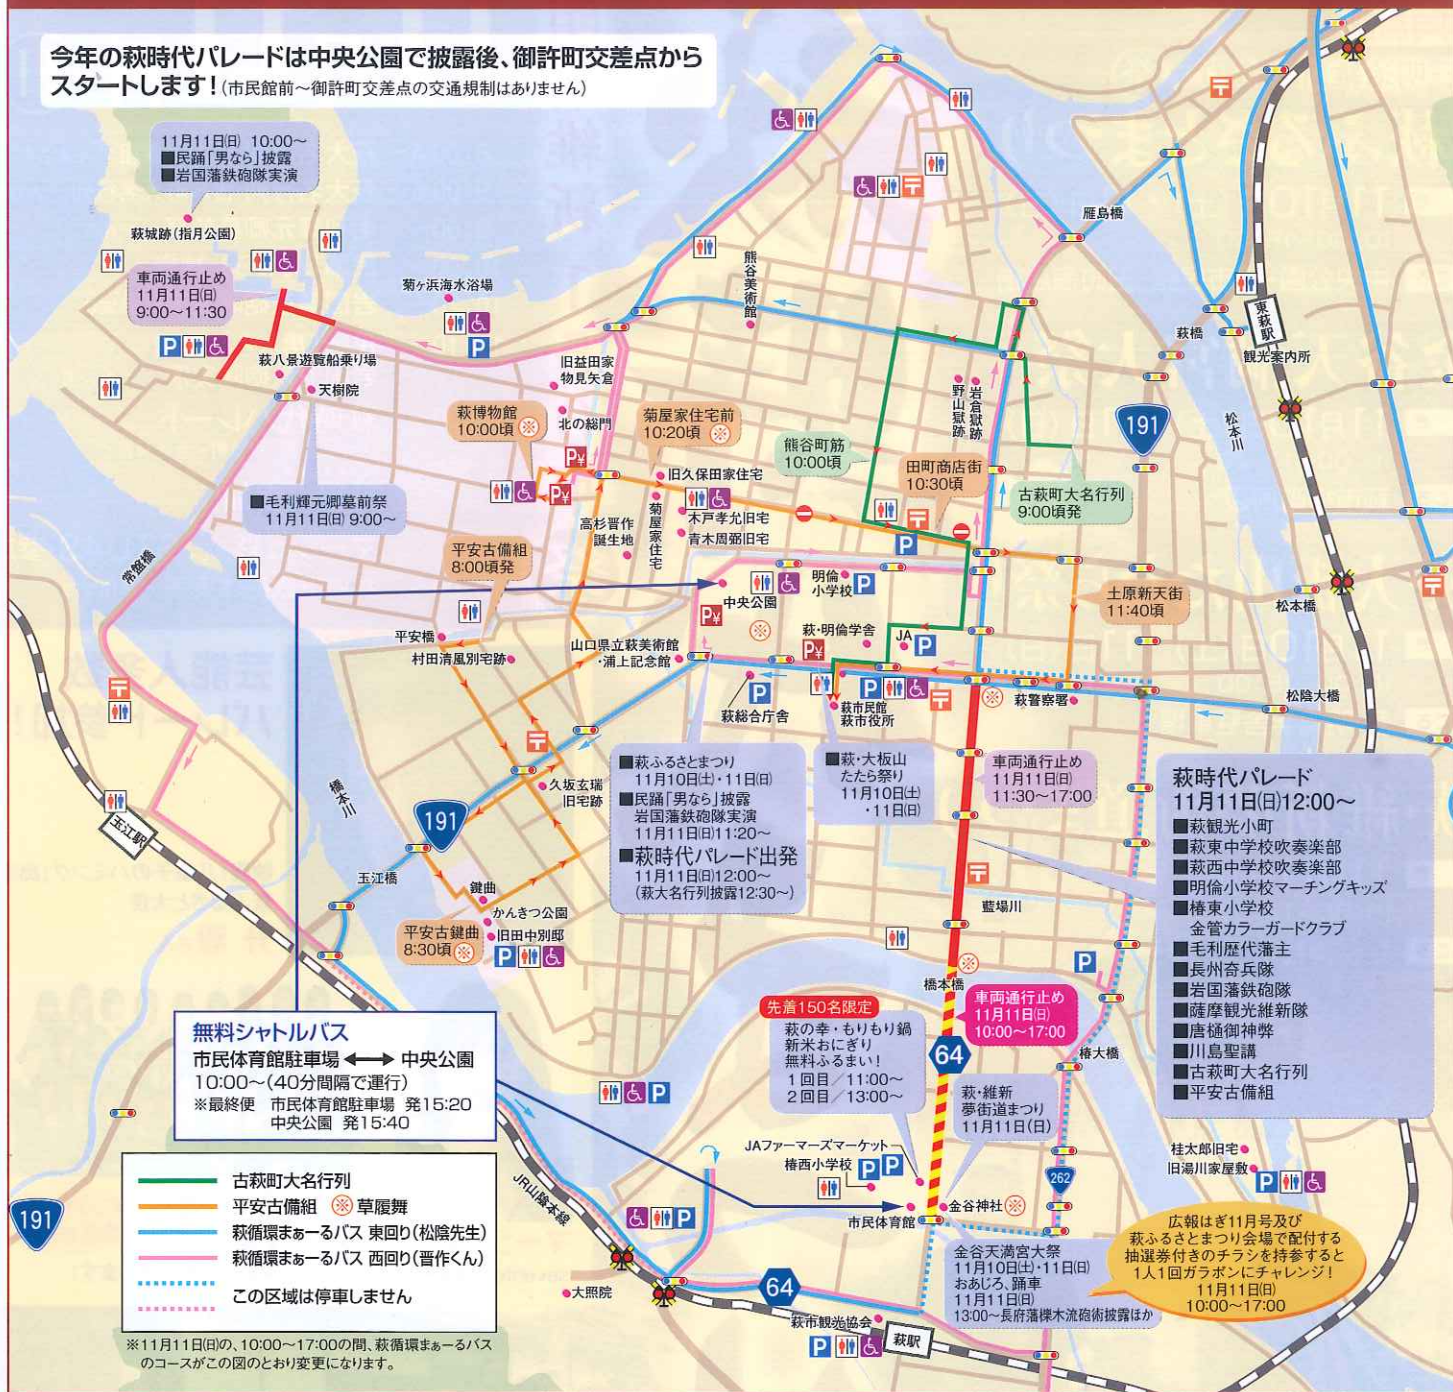 今年の萩時代パレードは中央公園で披露後、御許町交差点から
スタートします！(市民館前～御許町交差点の交通規制はありません)
11月11日(日) 10:00～
■民踊「男なら」披露
■岩国藩鉄砲隊実演
萩城跡(指月公園)
車両通行止め
11月11日(日)
9:00～11:30
萩八景遊覧船乗り場
天樹院
■毛利輝元卿墓前祭
11月11日(日) 9:00～
菊ヶ浜海水浴場
旧益田家
物見矢倉
北の総門
萩博物館
10:00頃
菊屋家住宅前
10:20頃
旧久保田家住宅
菊屋家住宅
木戸孝允旧宅
青木周弼旧宅
高杉晋作
誕生地
熊谷美術館
雁島橋
萩橋
東萩駅
観光案内所
松本川
191
野山獄跡
岩倉獄跡
熊谷町筋
10:00頃
田町商店街
10:30頃
古萩町大名行列
9:00頃発
常盤橋
平安古備組
8:00頃発
平安橋
村田清風別宅跡
中央公園
明倫
小学校
土原新天街
11:40頃
松本橋
山口県立萩美術館
・浦上記念館
萩・明倫学舎
JA
萩総合庁舎
萩市民館
萩市役所
萩警察署
松陰大橋
■萩ふるさとまつり
11月10日(土)・11日(日)
■民踊「男なら」披露
岩国藩鉄砲隊実演
11月11日(日)11:20～
■萩時代パレード出発
11月11日(日)12:00～
(萩大名行列披露12:30～)
■萩・大板山
たたら祭り
11月10日(土)
・11日(日)
車両通行止め
11月11日(日)
11:30～17:00
萩時代パレード
11月11日(日)12:00～
■萩観光小町
■萩東中学校吹奏楽部
■萩西中学校吹奏楽部
■明倫小学校マーチングキッズ
■椿東小学校
金管カラーガードクラブ
■毛利歴代藩主
■長州奇兵隊
■岩国藩鉄砲隊
■薩摩観光維新隊
■唐樋御神幣
■川島聖講
■古萩町大名行列
■平安古備組
久坂玄瑞
旧宅跡
橋本川
191
玉江駅
玉江橋
鍵曲
かんきつ公園
旧田中別邸
平安古鍵曲
8:30頃
藍場川
橋本橋
車両通行止め
11月11日(日)
10:00～17:00
椿大橋
64
先着150名限定
萩の幸・もりもり鍋
新米おにぎり
無料ふるまい！
1回目／11:00～
2回目／13:00～
萩・維新
夢街道まつり
11月11日(日)
無料シャトルバス
市民体育館駐車場 ⟷ 中央公園
10:00～(40分間隔で運行)
※最終便 市民体育館駐車場 発15:20
中央公園 発15:40
JAファーマーズマーケット
椿西小学校
市民体育館
金谷神社
262
桂太郎旧宅
旧湯川家屋敷
191
古萩町大名行列
平安古備組 草履舞
萩循環まぁーるバス 東回り(松陰先生)
萩循環まぁーるバス 西回り(晋作くん)
この区域は停車しません
※11月11日(日)の、10:00～17:00の間、萩循環まぁーるバス
のコースがこの図のとおり変更になります。
JR山陰本線
大照院
64
萩市観光協会
萩駅
金谷天満宮大祭
11月10日(土)・11日(日)
おあじろ、踊車
11月11日(日)
13:00～長府藩櫟木流砲術披露ほか
広報はぎ11月号及び
萩ふるさとまつり会場で配付する
抽選券付きのチラシを持参すると
1人1回ガラポンにチャレンジ！
11月11日(日)
10:00～17:00